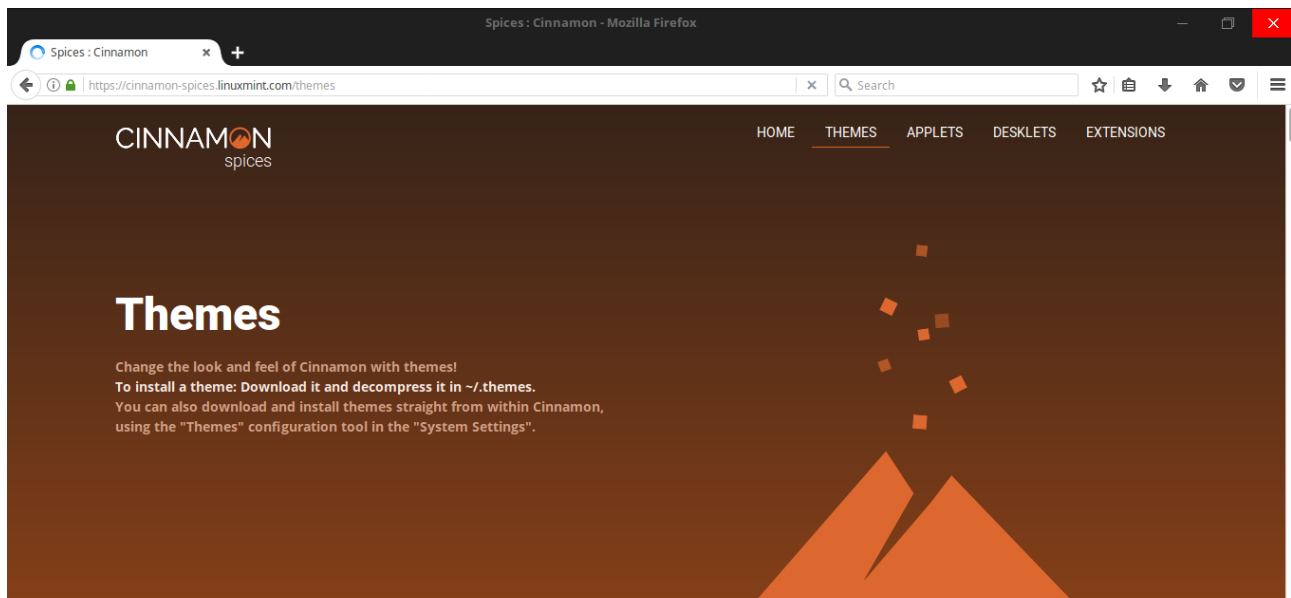 Spices : Cinnamon - Mozilla Firefox
Spices : Cinnamon
https://cinnamon-spices.linuxmint.com/themes
Search
CINNAMON
spices
HOME THEMES APPLETS DESKLETS EXTENSIONS
Themes
Change the look and feel of Cinnamon with themes!
To install a theme: Download it and decompress it in ~/.themes.
You can also download and install themes straight from within Cinnamon,
using the "Themes" configuration tool in the "System Settings".